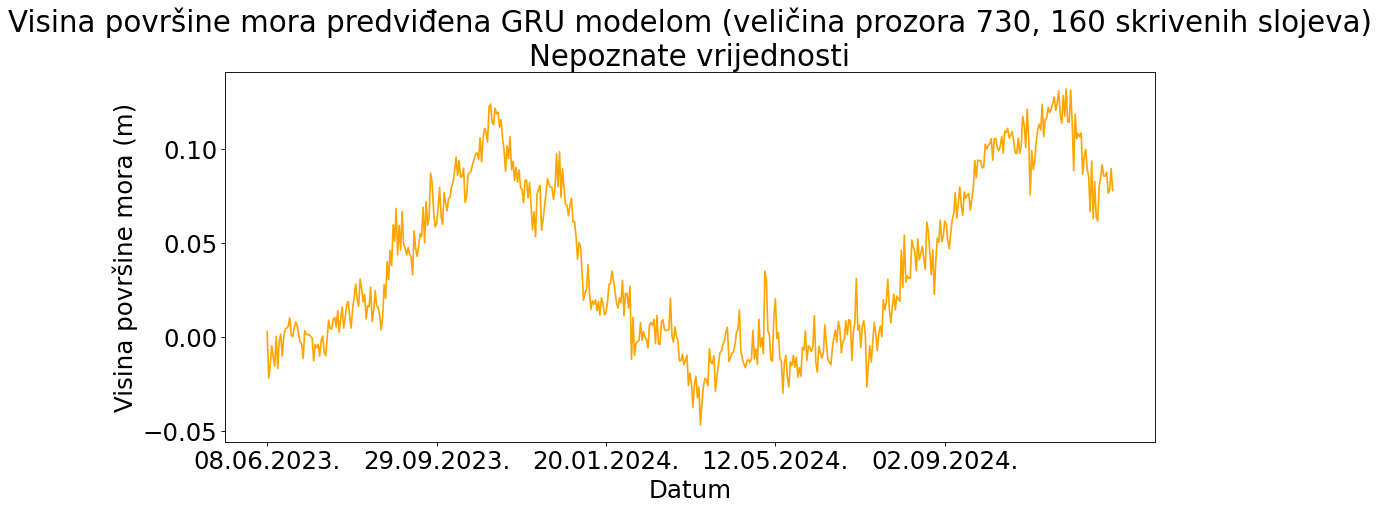 Visina površine mora predviđena GRU modelom (veličina prozora 730, 160 skrivenih slojeva)
Nepoznate vrijednosti
Visina površine mora (m)
0.10
0.05
0.00
−0.05
08.06.2023. 29.09.2023. 20.01.2024. 12.05.2024. 02.09.2024.
Datum